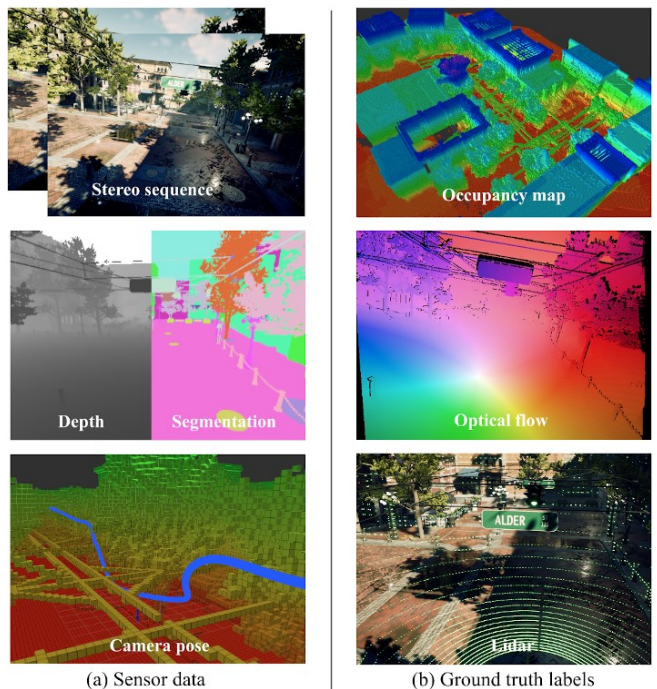 ALDER
Stereo sequence
Occupancy map
Depth
Segmentation
Optical flow
ALDER
Camera pose
Lidar
(a) Sensor data
(b) Ground truth labels